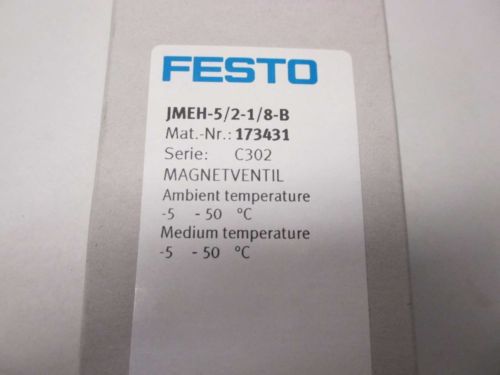 FESTO
JMEH-5/2-1/8-B
Mat.-Nr.: 173431
Serie: C302
MAGNETVENTIL
Ambient temperature
-5 - 50 °C
Medium temperature
-5 - 50 °C